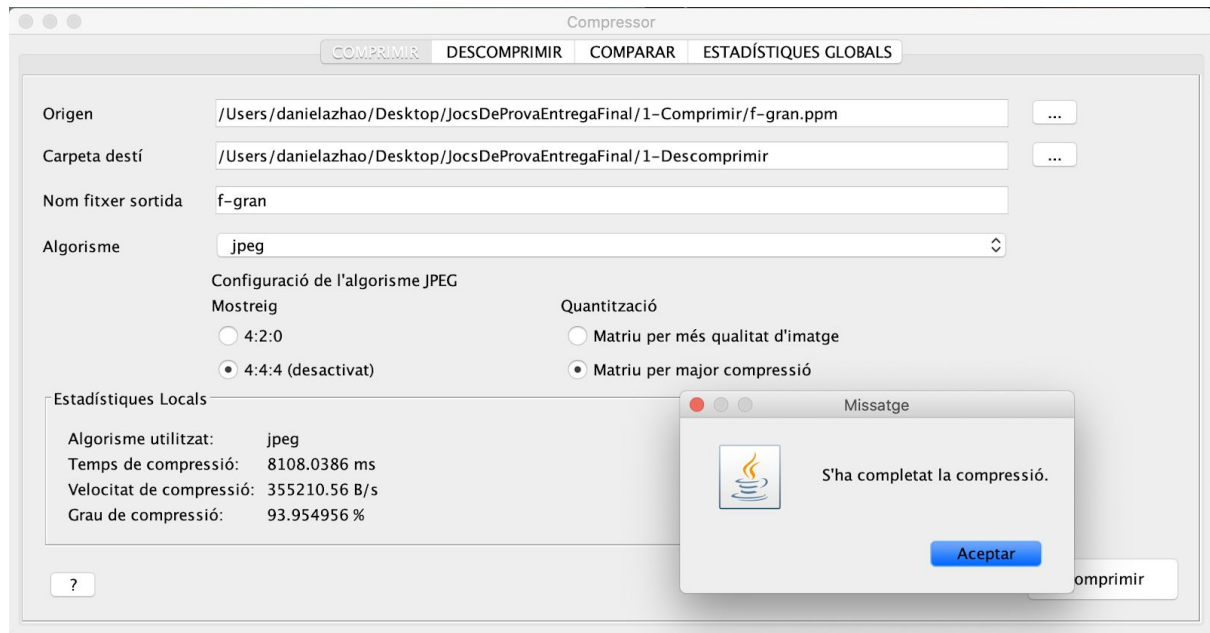 Compressor
COMPRIMIR DESCOMPRIMIR COMPARAR ESTADÍSTIQUES GLOBALS
Origen /Users/danielazhao/Desktop/JocsDeProvaEntregaFinal/1-Comprimir/f-gran.ppm ...
Carpeta destí /Users/danielazhao/Desktop/JocsDeProvaEntregaFinal/1-Descomprimir ...
Nom fitxer sortida f-gran
Algorisme jpeg
Configuració de l'algorisme JPEG
Mostreig Quantització
4:2:0 Matriu per més qualitat d'imatge
4:4:4 (desactivat) Matriu per major compressió
Estadístiques Locals
Algorisme utilitzat: jpeg
Temps de compressió: 8108.0386 ms
Velocitat de compressió: 355210.56 B/s
Grau de compressió: 93.954956 %
Missatge
S'ha completat la compressió.
Aceptar
? omprimir